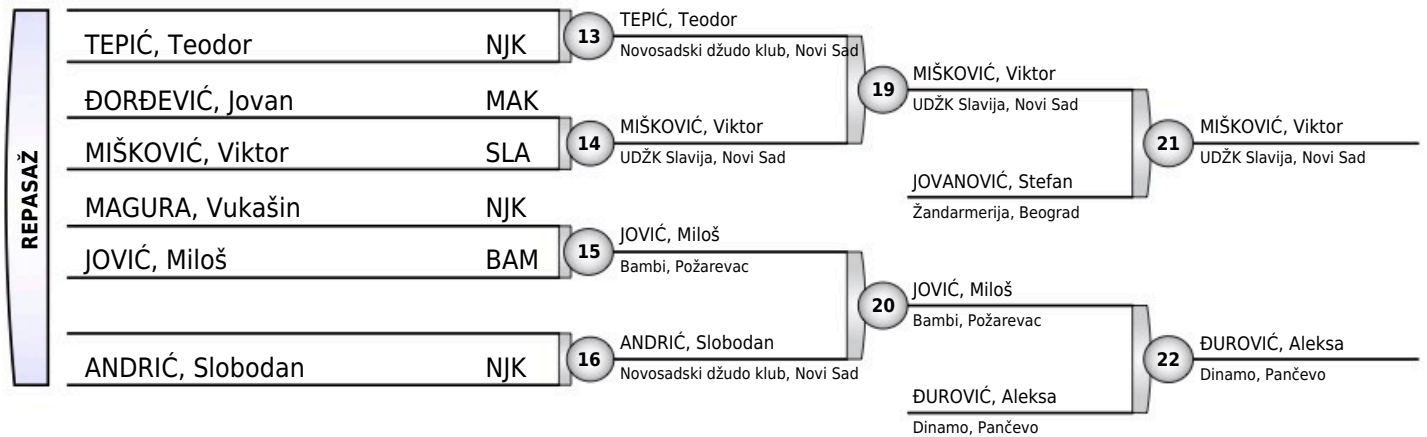 REPASAŽ
TEPIĆ, Teodor NJK
ĐORĐEVIĆ, Jovan MAK
MIŠKOVIĆ, Viktor SLA
MAGURA, Vukašin NJK
JOVIĆ, Miloš BAM
ANDRIĆ, Slobodan NJK
13
TEPIĆ, Teodor
Novosadski džudo klub, Novi Sad
14
MIŠKOVIĆ, Viktor
UDŽK Slavija, Novi Sad
15
JOVIĆ, Miloš
Bambi, Požarevac
16
ANDRIĆ, Slobodan
Novosadski džudo klub, Novi Sad
19
MIŠKOVIĆ, Viktor
UDŽK Slavija, Novi Sad
JOVANOVIĆ, Stefan
Žandarmerija, Beograd
20
JOVIĆ, Miloš
Bambi, Požarevac
ĐUROVIĆ, Aleksa
Dinamo, Pančevo
21
MIŠKOVIĆ, Viktor
UDŽK Slavija, Novi Sad
22
ĐUROVIĆ, Aleksa
Dinamo, Pančevo